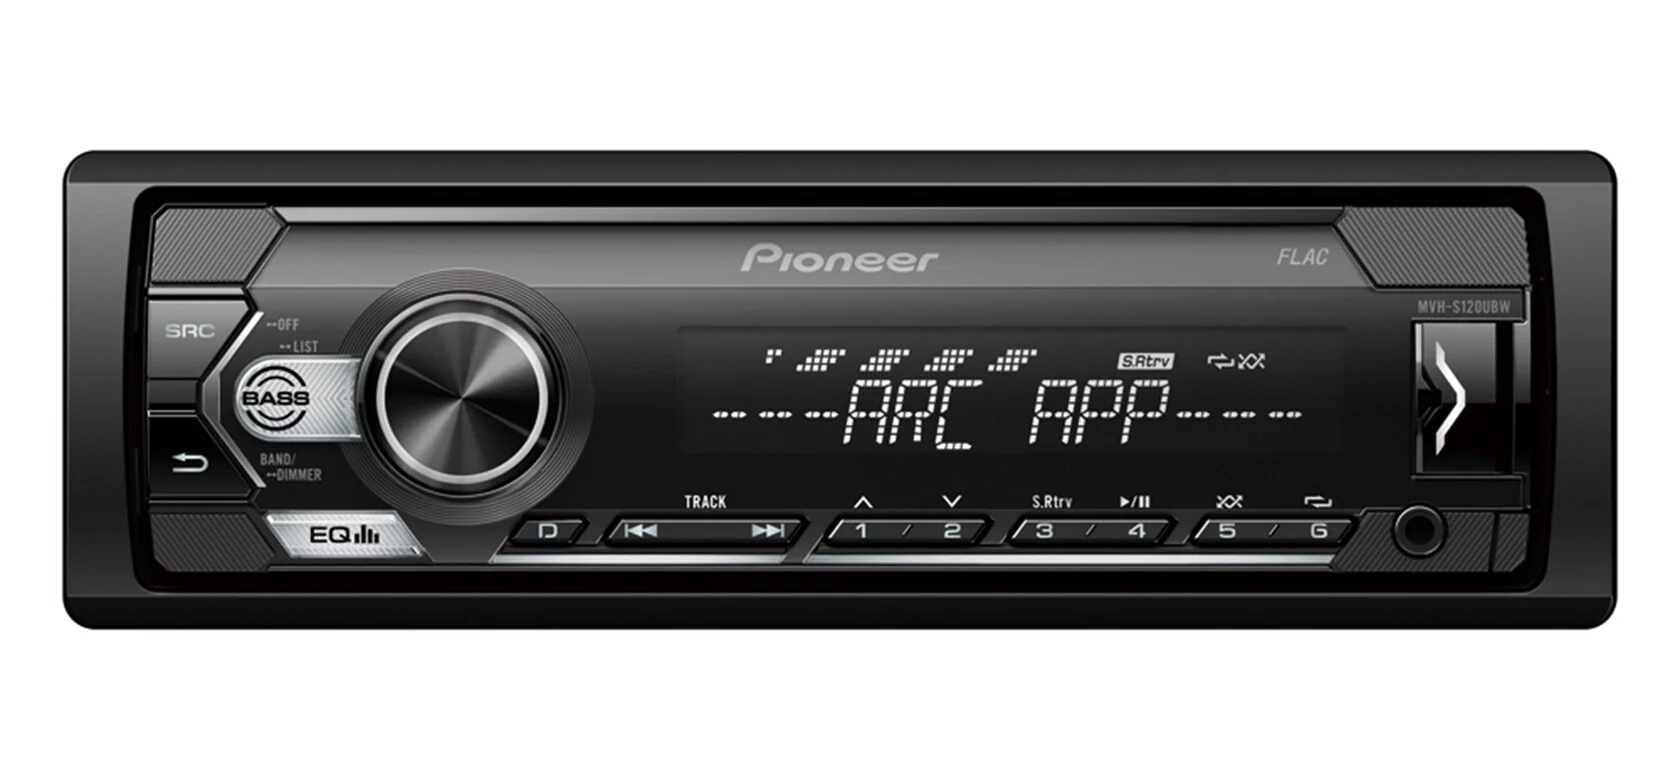 Pioneer
FLAC
MVH-S120UBW
SRC
OFF
LIST
BASS
BAND/
DIMMER
S.Rtrv
---ARC APP----
TRACK
S.Rtrv
EQ
D
1 / 2
3 / 4
5 / 6